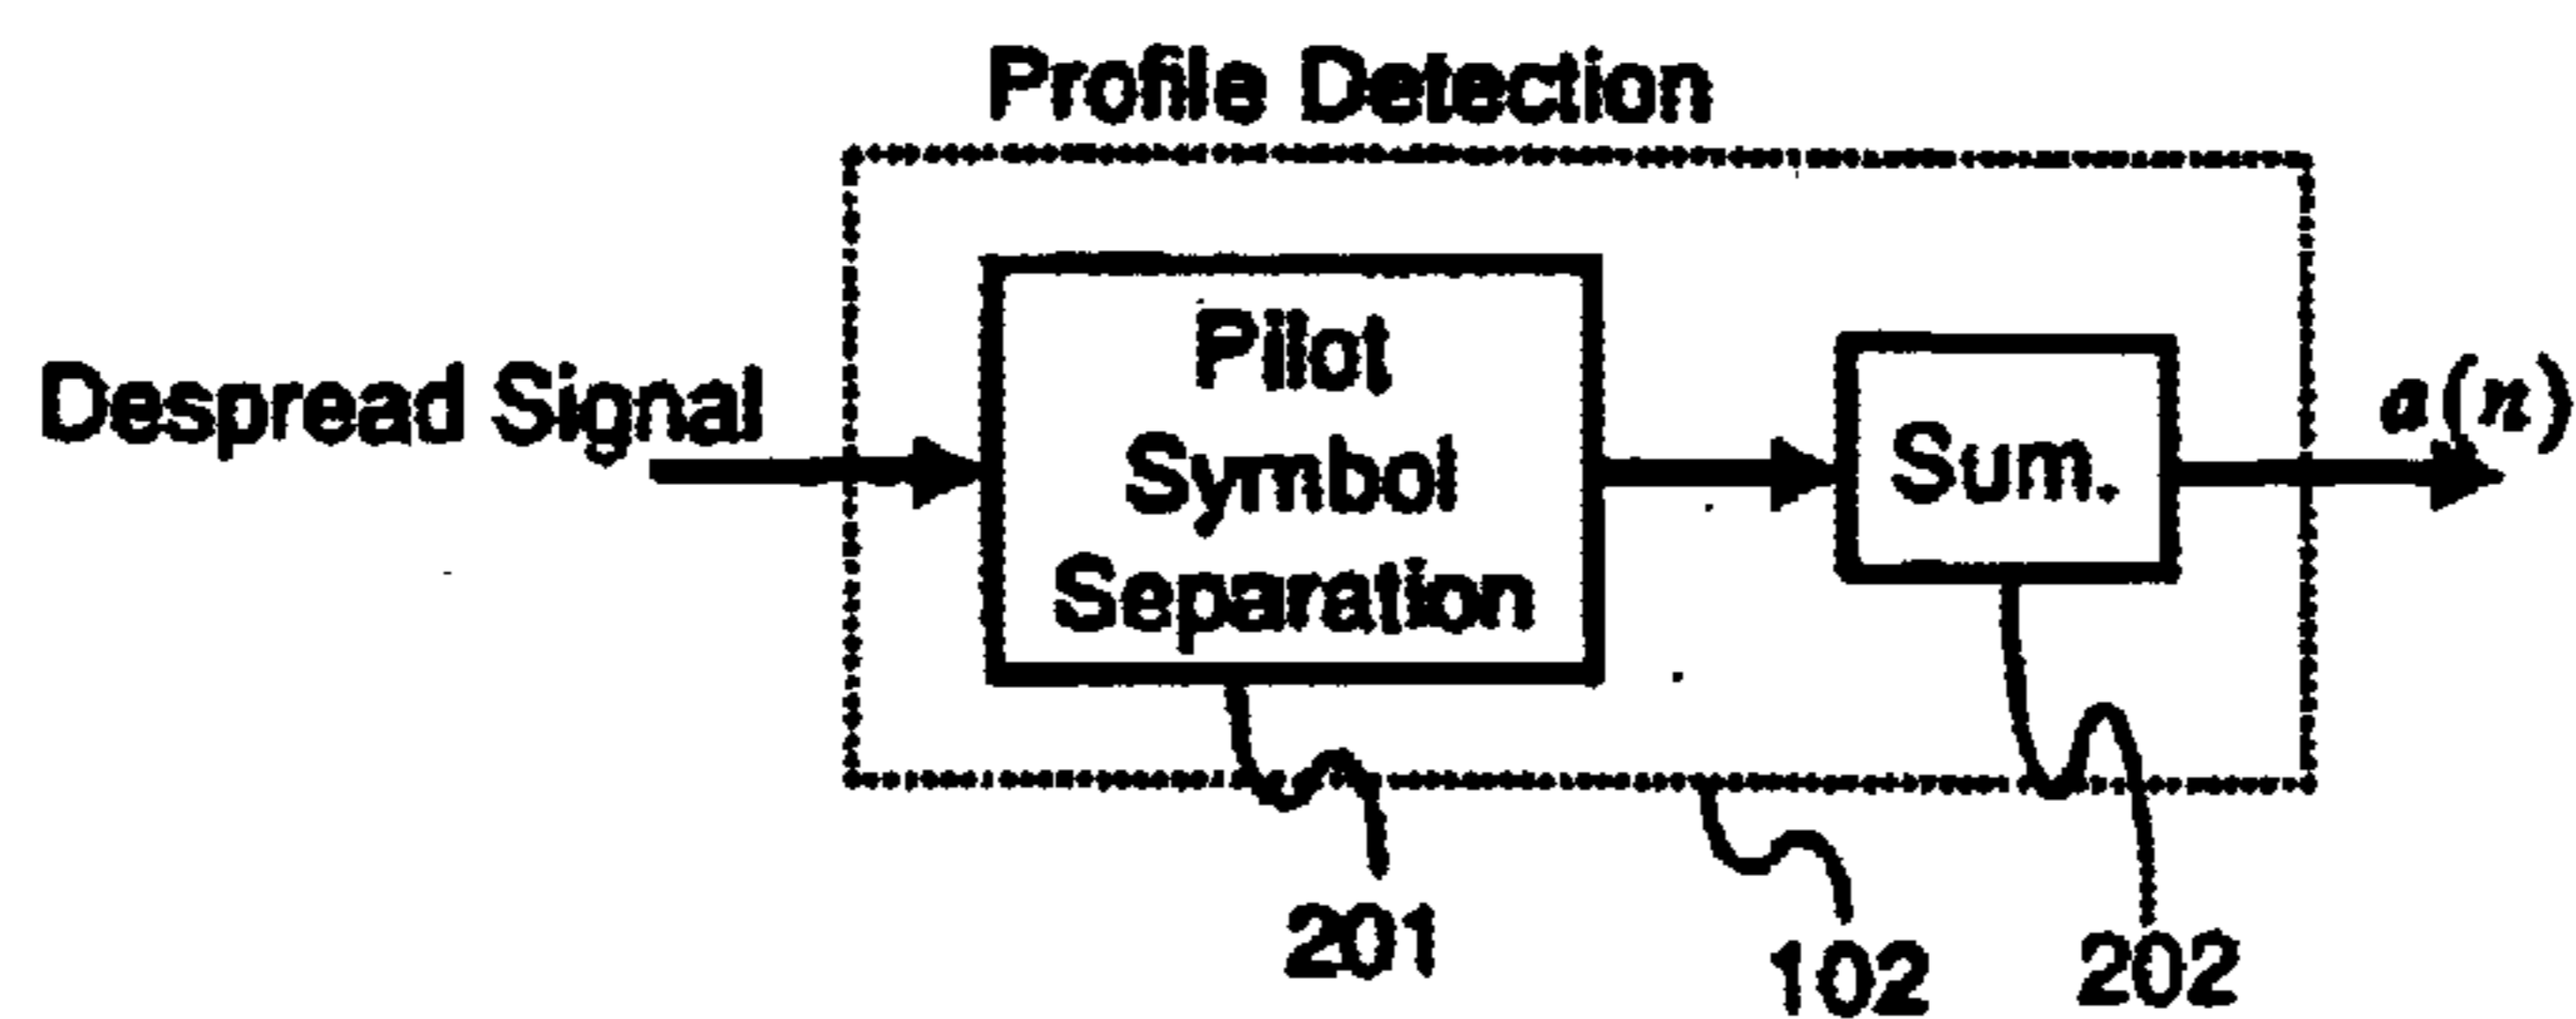 Profile Detection
Despread Signal
Pilot
Symbol
Separation
Sum.
a(n)
201
102
202